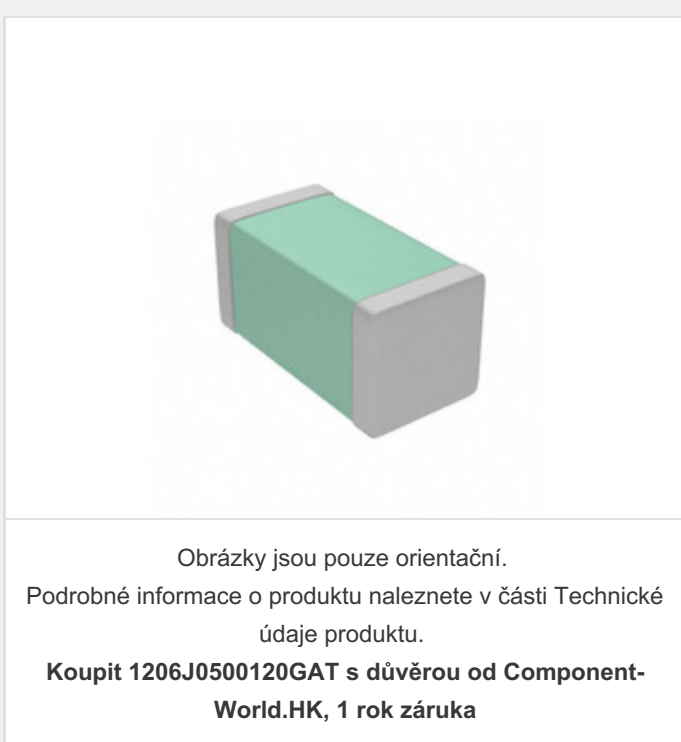 Obrázky jsou pouze orientační.
Podrobné informace o produktu naleznete v části Technické
údaje produktu.
Koupit 1206J0500120GAT s důvěrou od Component-
World.HK, 1 rok záruka